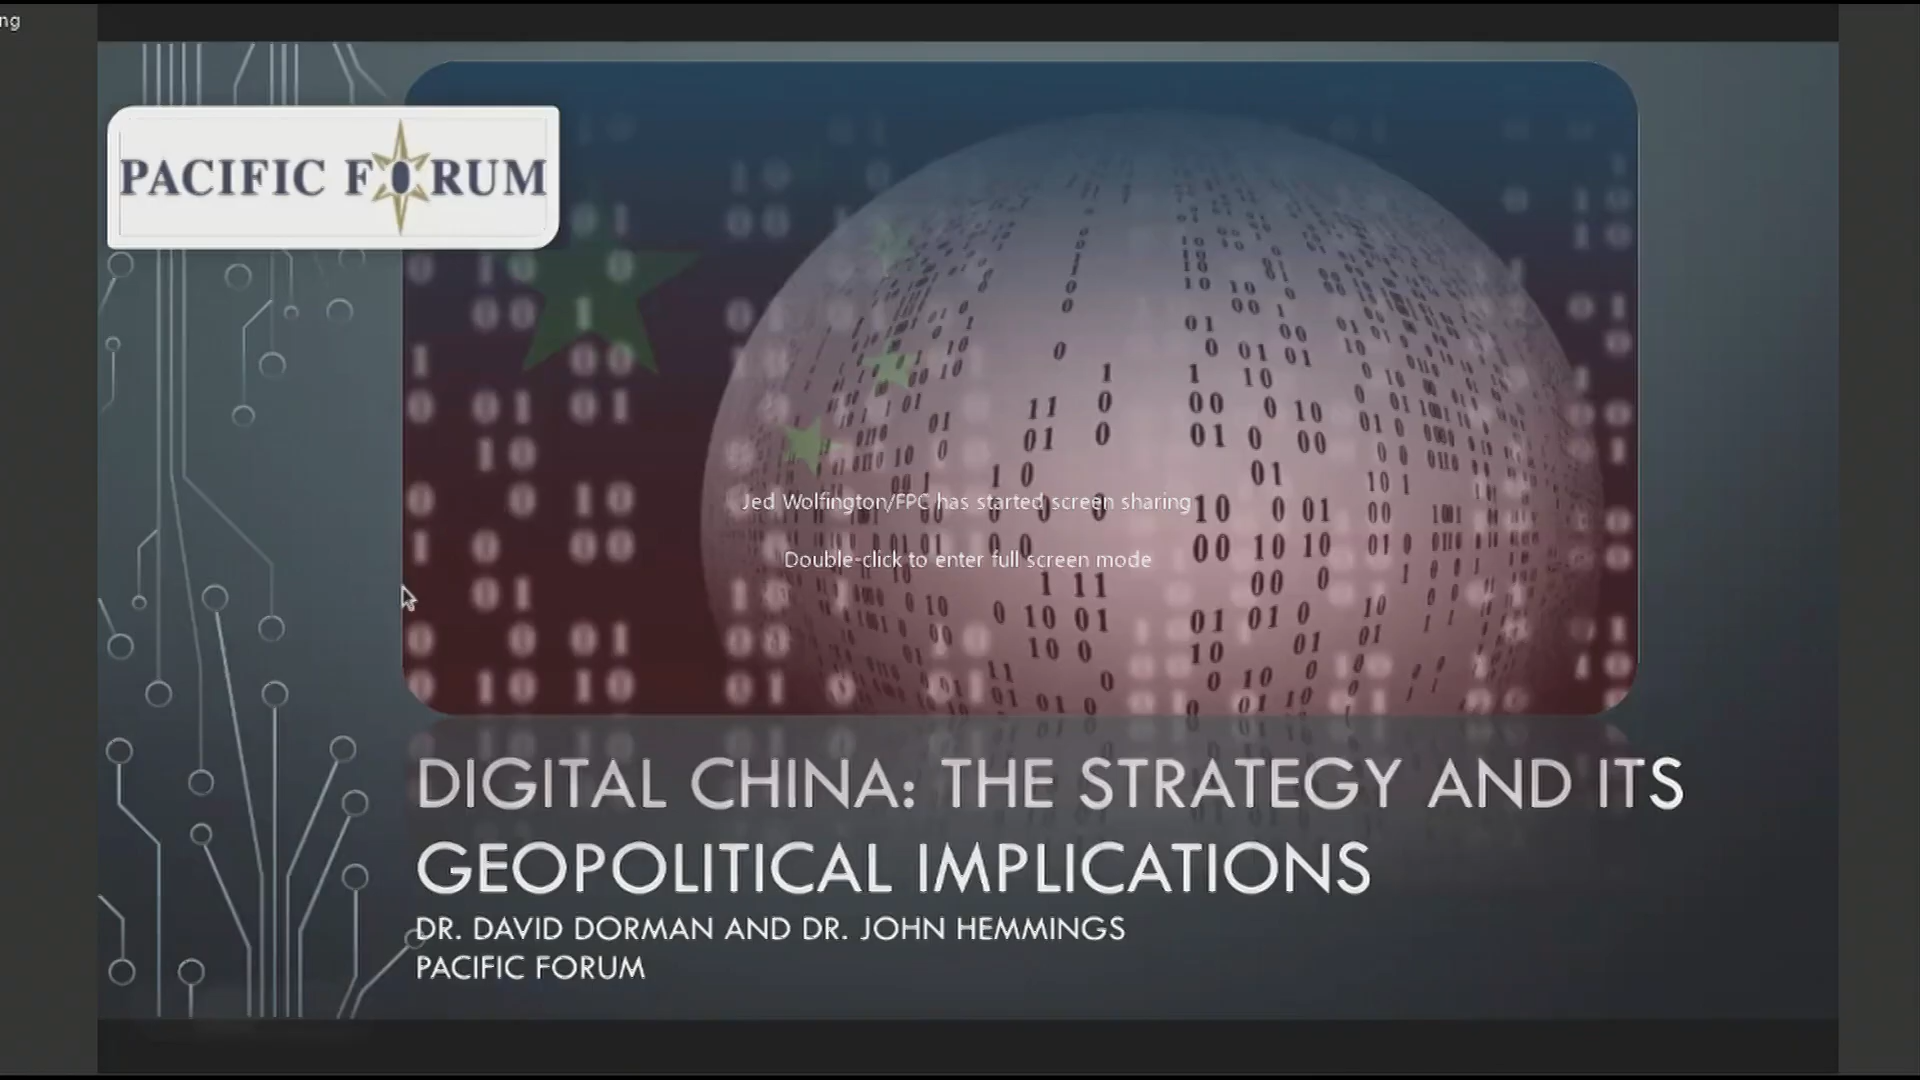 ng
PACIFIC FORUM
Jed Wolfington/FPC has started screen sharing
Double-click to enter full screen mode
DIGITAL CHINA: THE STRATEGY AND ITS
GEOPOLITICAL IMPLICATIONS
DR. DAVID DORMAN AND DR. JOHN HEMMINGS
PACIFIC FORUM